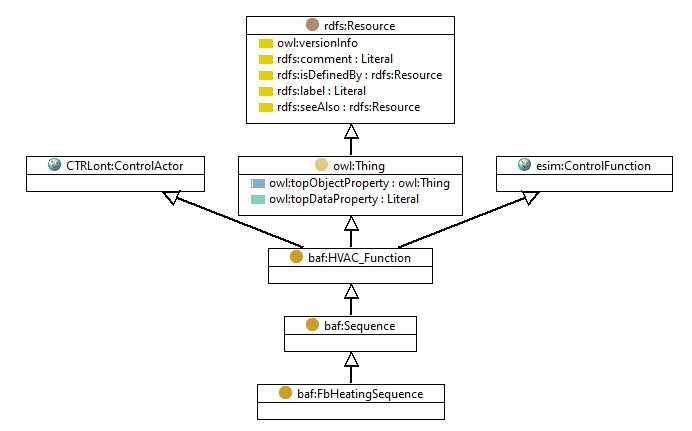 rdfs:Resource
owl:versionInfo
rdfs:comment : Literal
rdfs:isDefinedBy : rdfs:Resource
rdfs:label : Literal
rdfs:seeAlso : rdfs:Resource
CTRLont:ControlActor
owl:Thing
owl:topObjectProperty : owl:Thing
owl:topDataProperty : Literal
esim:ControlFunction
baf:HVAC_Function
baf:Sequence
baf:FbHeatingSequence